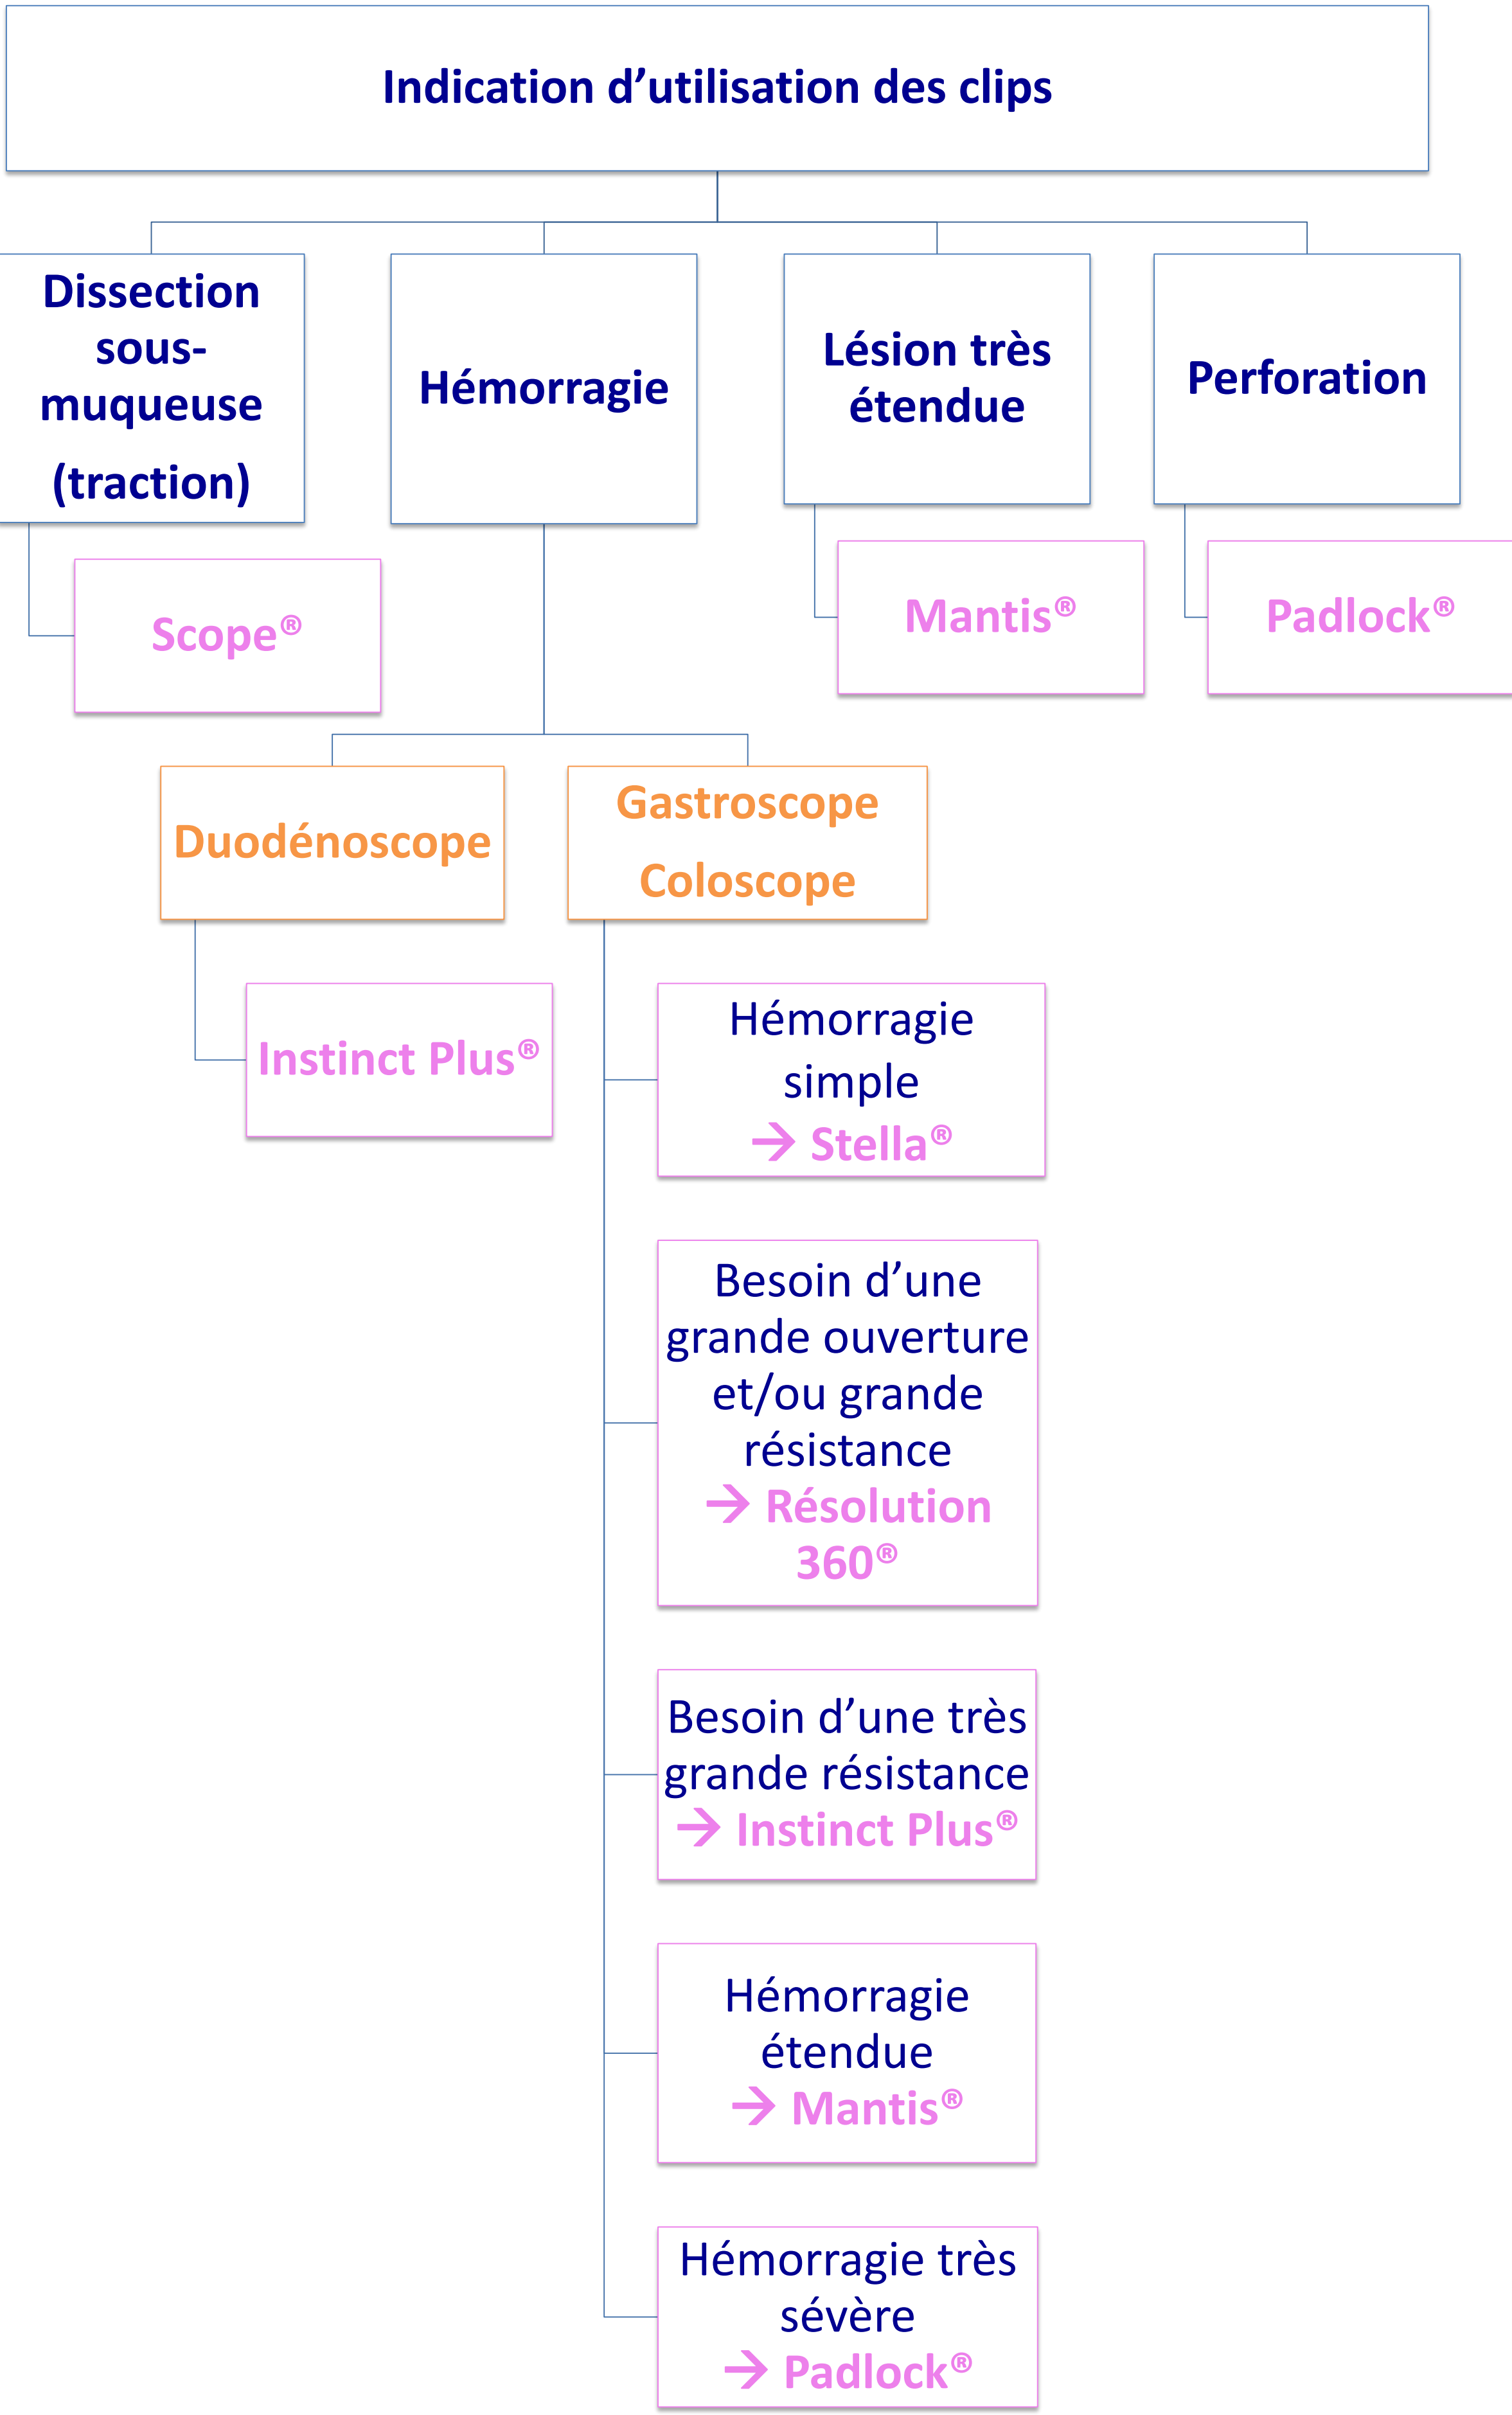 Indication d’utilisation des clips
Dissection
sous-
muqueuse
(traction)
Hémorragie
Lésion très
étendue
Perforation
Scope®
Mantis®
Padlock®
Duodénoscope
Gastroscope
Coloscope
Instinct Plus®
Hémorragie
simple
→ Stella®
Besoin d’une
grande ouverture
et/ou grande
résistance
→ Résolution
360®
Besoin d’une très
grande résistance
→ Instinct Plus®
Hémorragie
étendue
→ Mantis®
Hémorragie très
sévère
→ Padlock®